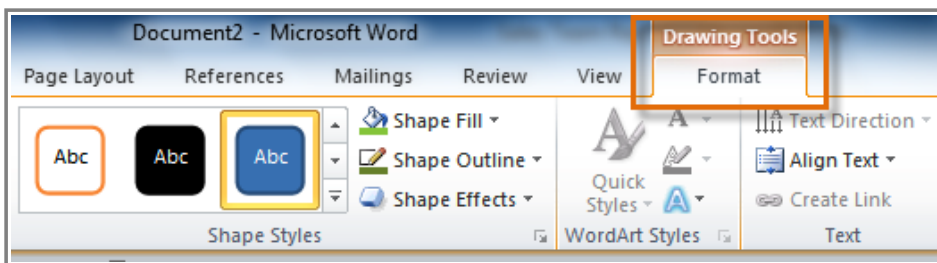 Document2 - Microsoft Word
Drawing Tools
Page Layout References Mailings Review View Format
Abc Abc Abc
Shape Fill
Shape Outline
Shape Effects
Shape Styles
A
A
Quick
Styles
A
WordArt Styles
Text Direction
Align Text
Create Link
Text